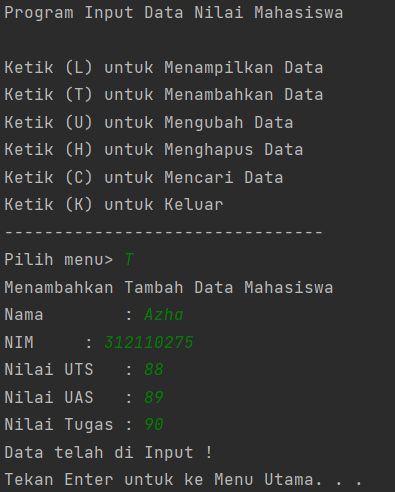 Program Input Data Nilai Mahasiswa
Ketik (L) untuk Menampilkan Data
Ketik (T) untuk Menambahkan Data
Ketik (U) untuk Mengubah Data
Ketik (H) untuk Menghapus Data
Ketik (C) untuk Mencari Data
Ketik (K) untuk Keluar
--------------------------------
Pilih menu> T
Menambahkan Tambah Data Mahasiswa
Nama        : Azha
NIM     : 312110275
Nilai UTS   : 88
Nilai UAS   : 89
Nilai Tugas : 90
Data telah di Input !
Tekan Enter untuk ke Menu Utama. . .